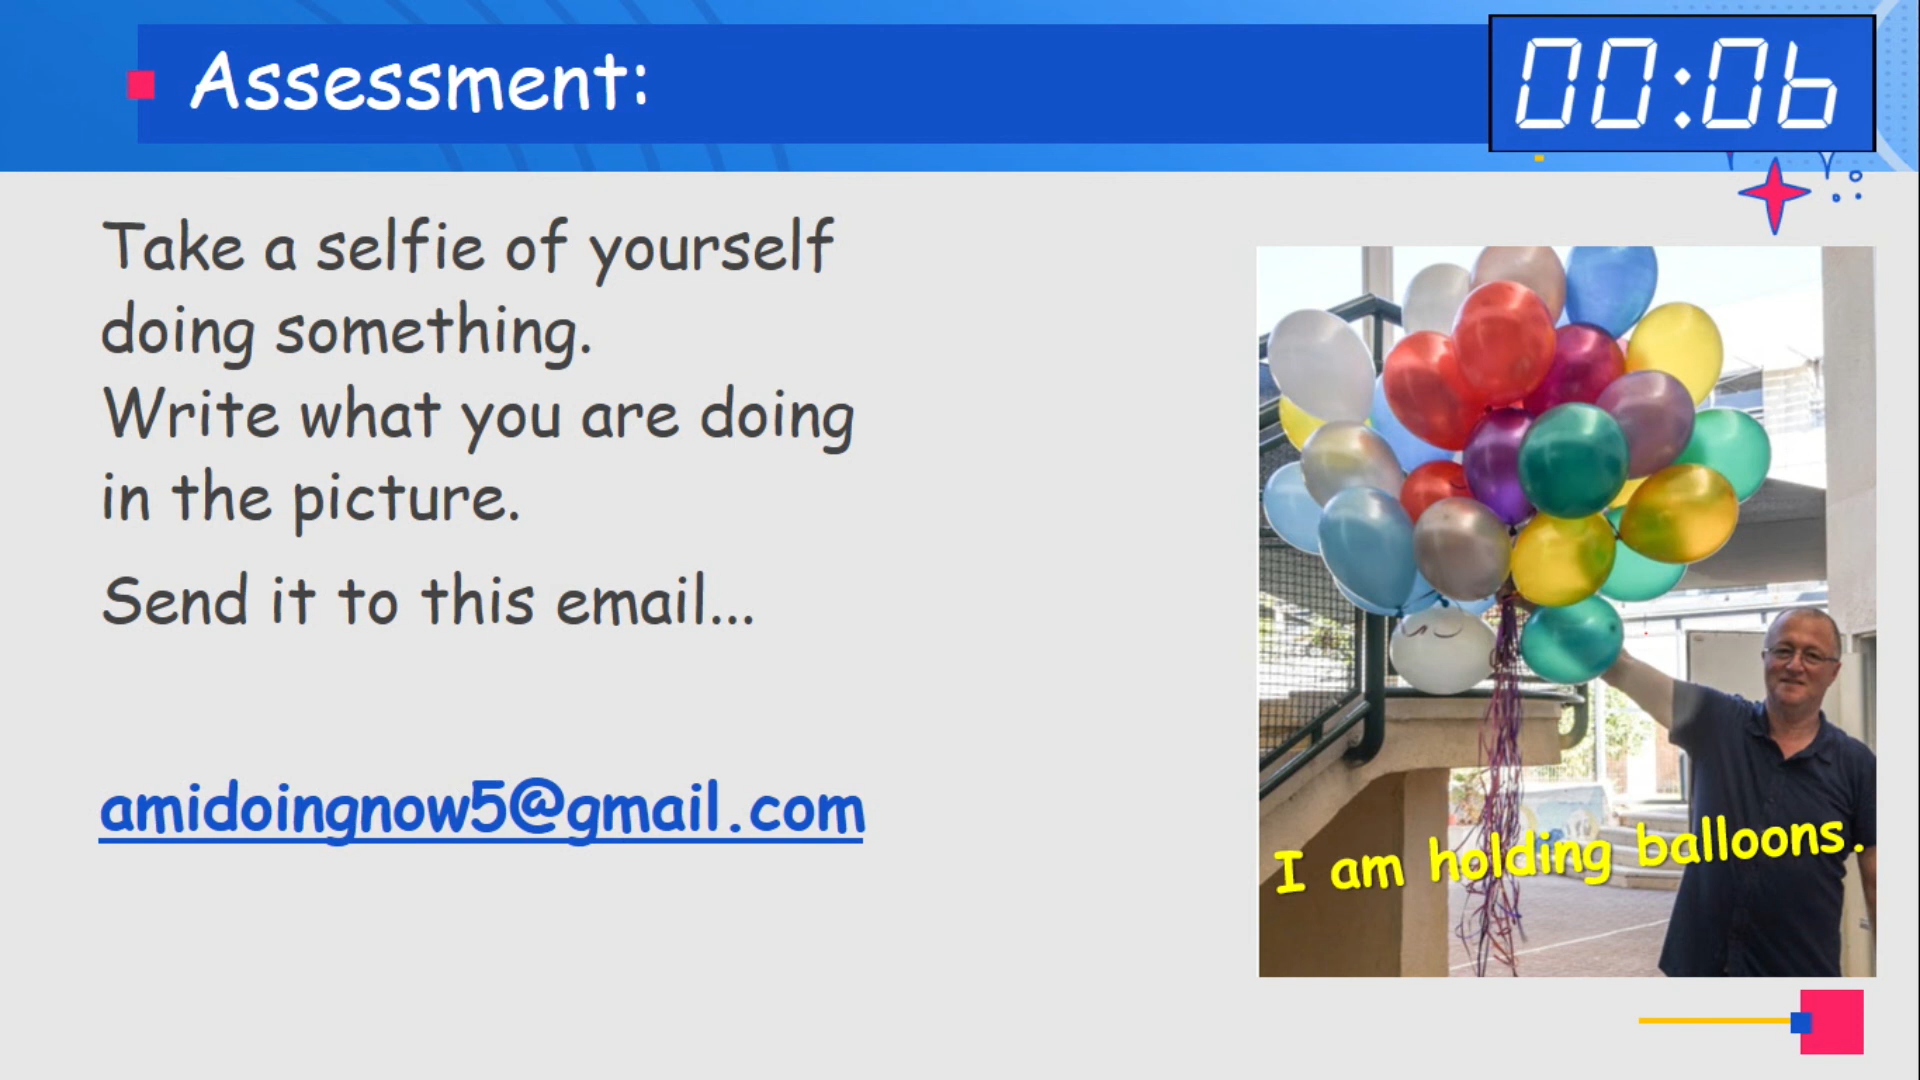 Assessment:
00:06
Take a selfie of yourself
doing something.
Write what you are doing
in the picture.
Send it to this email...
amidoingnow5@gmail.com
I am holding balloons.